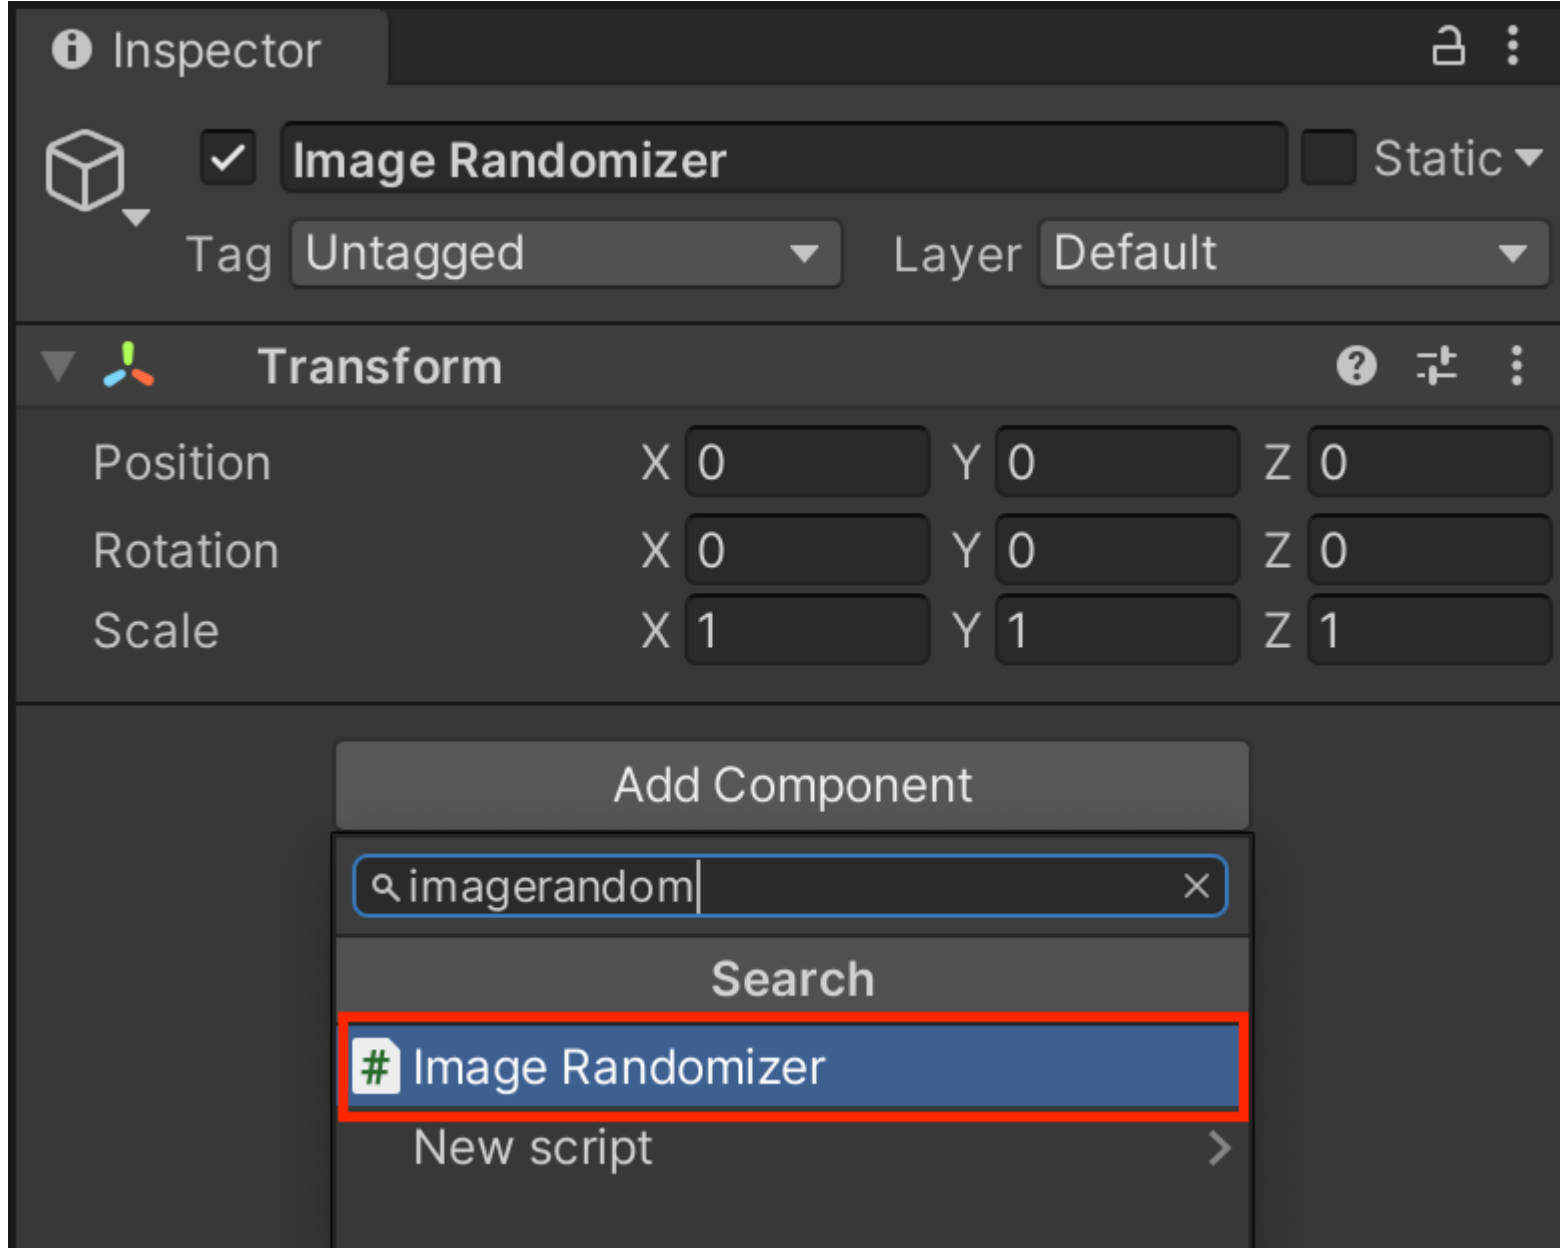 Inspector
Image Randomizer Static
Tag Untagged Layer Default
Transform
Position X 0 Y 0 Z 0
Rotation X 0 Y 0 Z 0
Scale X 1 Y 1 Z 1
Add Component
imagerandom
Search
# Image Randomizer
New script